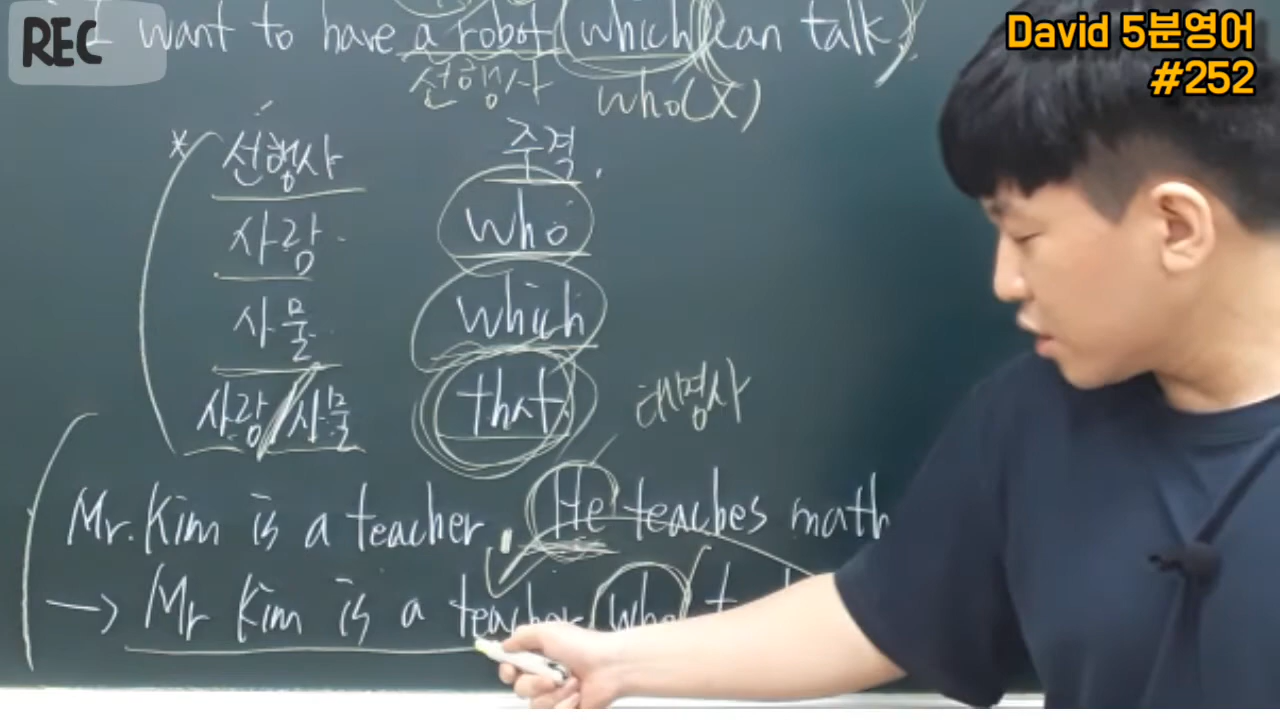 REC
David 5분영어
#252
I want to have a robot which can talk
선행사 who(X)
* 선행사 주격
사람 who
사물 which
사람/사물 that
대명사
Mr. Kim is a teacher. He teaches math
→ Mr Kim is a teacher who